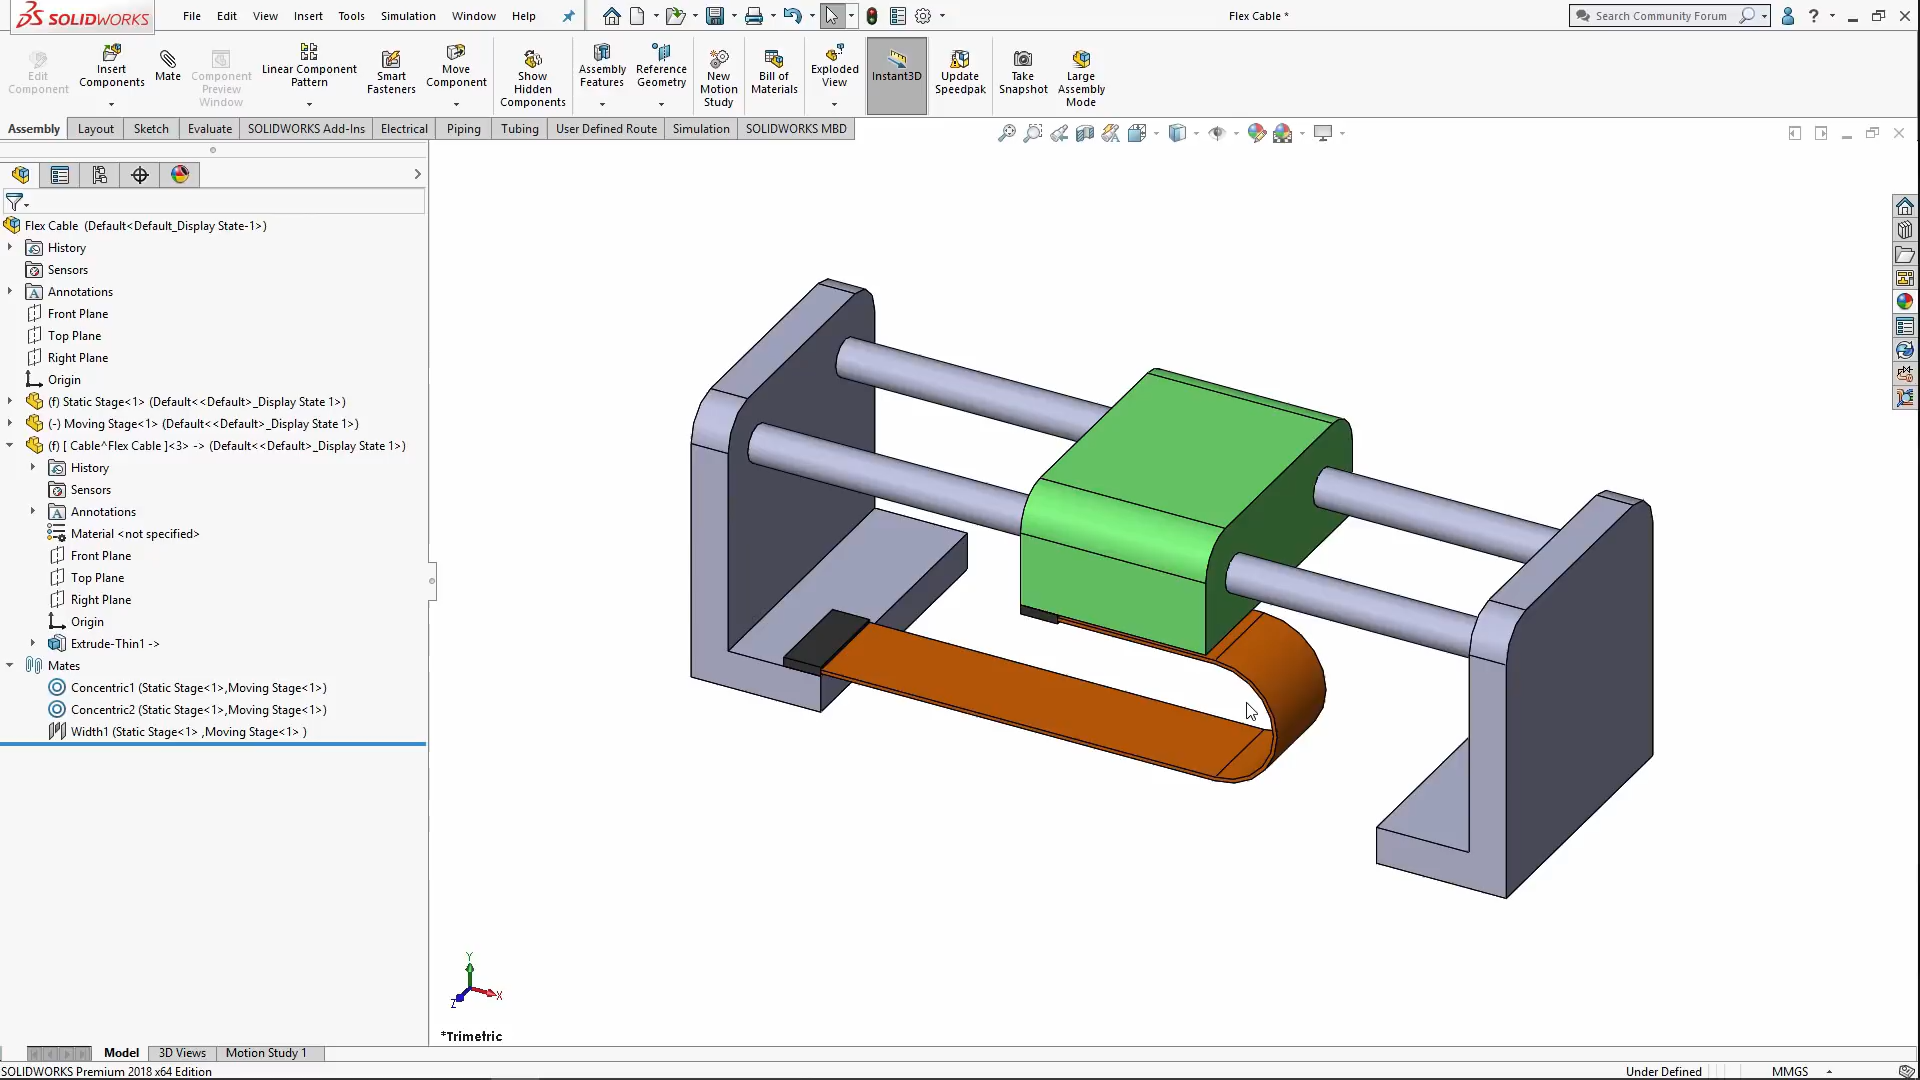 SOLIDWORKS
File Edit View Insert Tools Simulation Window Help
Flex Cable *
Search Community Forum
?
Edit Component
Insert Components
Mate
Component Preview Window
Linear Component Pattern
Smart Fasteners
Move Component
Show Hidden Components
Assembly Features
Reference Geometry
New Motion Study
Bill of Materials
Exploded View
Instant3D
Update Speedpak
Take Snapshot
Large Assembly Mode
Assembly Layout Sketch Evaluate SOLIDWORKS Add-Ins Electrical Piping Tubing User Defined Route Simulation SOLIDWORKS MBD
Flex Cable (Default<Default_Display State-1>)
History
Sensors
Annotations
Front Plane
Top Plane
Right Plane
Origin
(f) Static Stage<1> (Default<<Default>_Display State 1>)
(-) Moving Stage<1> (Default<<Default>_Display State 1>)
(f) [ Cable^Flex Cable ]<3> -> (Default<<Default>_Display State 1>)
History
Sensors
Annotations
Material <not specified>
Front Plane
Top Plane
Right Plane
Origin
Extrude-Thin1 ->
Mates
Concentric1 (Static Stage<1>,Moving Stage<1>)
Concentric2 (Static Stage<1>,Moving Stage<1>)
Width1 (Static Stage<1> ,Moving Stage<1> )
Y
X
Z
*Trimetric
Model 3D Views Motion Study 1
SOLIDWORKS Premium 2018 x64 Edition
Under Defined
MMGS